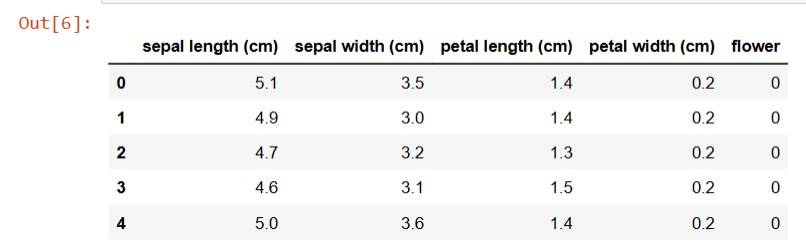 Out[6]:
sepal length (cm) sepal width (cm) petal length (cm) petal width (cm) flower
0 5.1 3.5 1.4 0.2 0
1 4.9 3.0 1.4 0.2 0
2 4.7 3.2 1.3 0.2 0
3 4.6 3.1 1.5 0.2 0
4 5.0 3.6 1.4 0.2 0